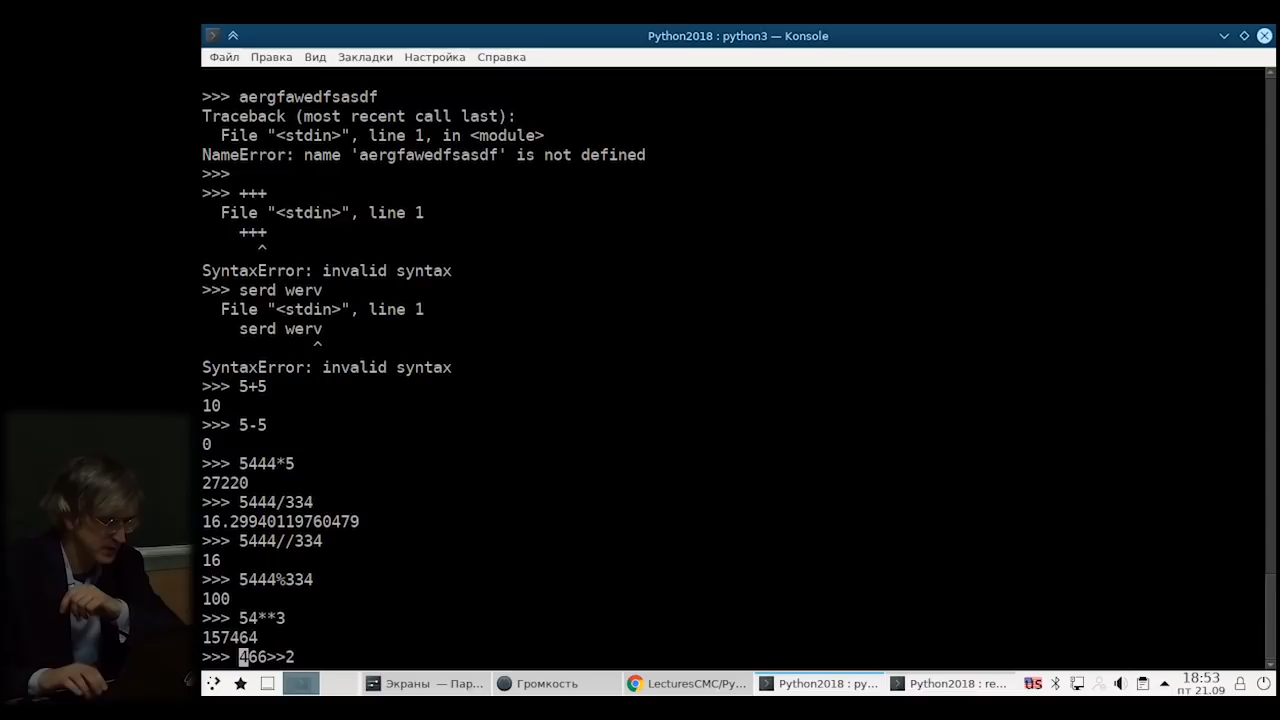 Python2018 : python3 — Konsole
Файл Правка Вид Закладки Настройка Справка
>>> aergfawedfsasdf
Traceback (most recent call last):
File "<stdin>", line 1, in <module>
NameError: name 'aergfawedfsasdf' is not defined
>>>
>>> +++
File "<stdin>", line 1
+++
^
SyntaxError: invalid syntax
>>> serd werv
File "<stdin>", line 1
serd werv
^
SyntaxError: invalid syntax
>>> 5+5
10
>>> 5-5
0
>>> 5444*5
27220
>>> 5444/334
16.29940119760479
>>> 5444//334
16
>>> 5444%334
100
>>> 54**3
157464
>>> 466>>2
Экраны — Пар... Громкость LecturesCMC/Py... Python2018 : py... Python2018 : re... us 18:53
пт 21.09